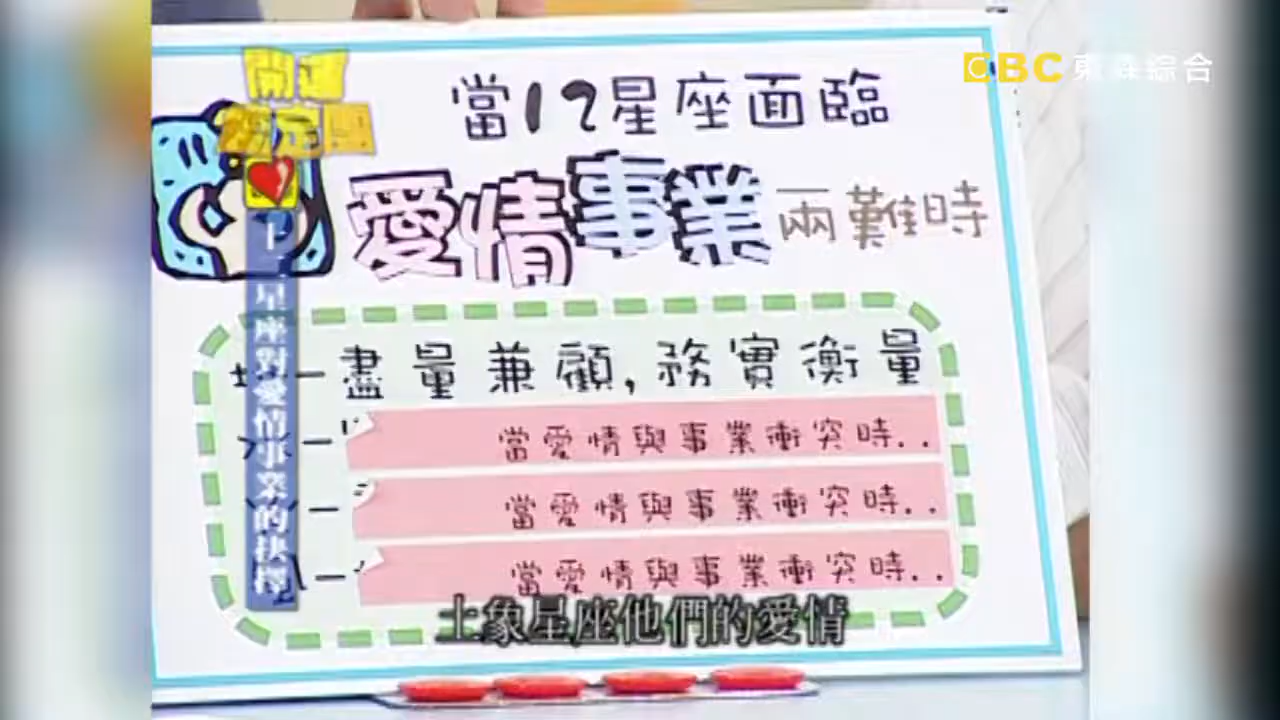 EBC 東森綜合
開運鑑定團
當12星座面臨
愛情事業兩難時
十二星座對愛情事業的抉擇
土—盡量兼顧,務實衡量
當愛情與事業衝突時..
當愛情與事業衝突時..
當愛情與事業衝突時..
土象星座他們的愛情